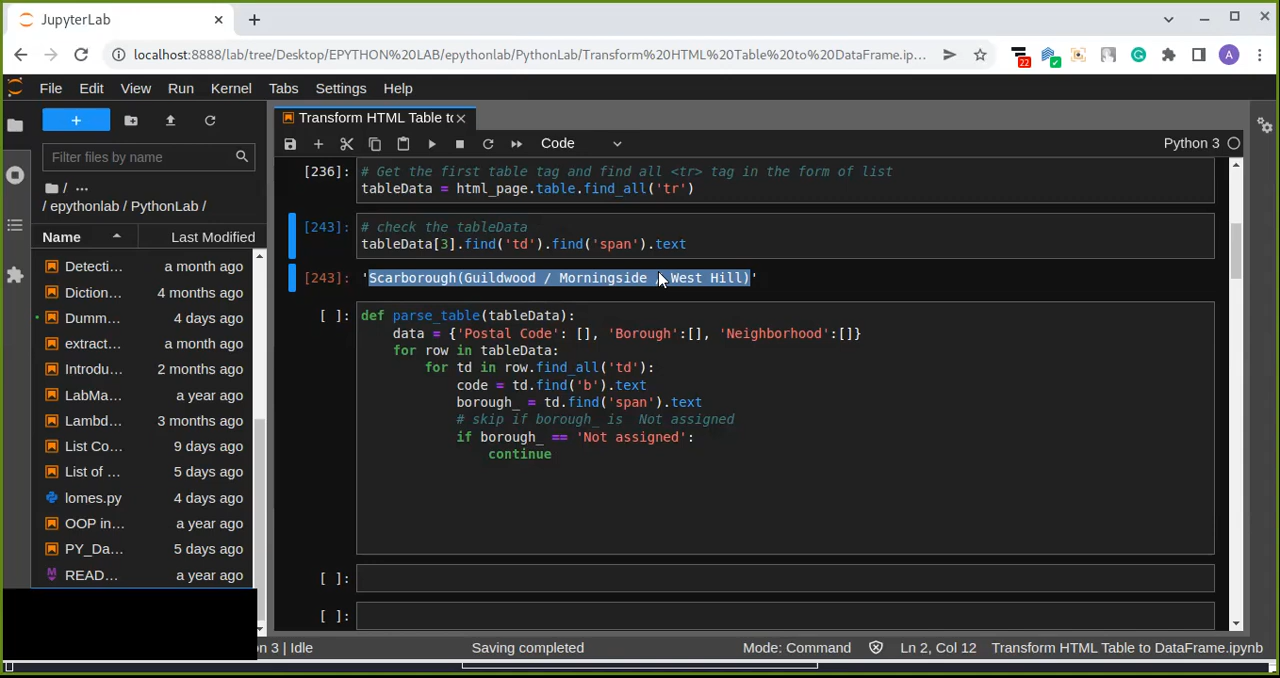 JupyterLab
localhost:8888/lab/tree/Desktop/EPYTHON%20LAB/epythonlab/PythonLab/Transform%20HTML%20Table%20to%20DataFrame.ip...
22
A
File Edit View Run Kernel Tabs Settings Help
Transform HTML Table to
Filter files by name
Code
Python 3
/ ...
/ epythonlab / PythonLab /
Name Last Modified
Detecti... a month ago
Diction... 4 months ago
Dumm... 4 days ago
extract... a month ago
Introdu... 2 months ago
LabMa... a year ago
Lambd... 3 months ago
List Co... 9 days ago
List of ... 5 days ago
lomes.py 4 days ago
OOP in... a year ago
PY_Da... 5 days ago
READ... a year ago
[236]: # Get the first table tag and find all <tr> tag in the form of list
tableData = html_page.table.find_all('tr')
[243]: # check the tableData
tableData[3].find('td').find('span').text
[243]: 'Scarborough(Guildwood / Morningside / West Hill)'
[ ]: def parse_table(tableData):
data = {'Postal Code': [], 'Borough':[], 'Neighborhood':[]}
for row in tableData:
for td in row.find_all('td'):
code = td.find('b').text
borough_ = td.find('span').text
# skip if borough_ is  Not assigned
if borough_ == 'Not assigned':
continue
[ ]:
[ ]:
n 3 | Idle Saving completed Mode: Command Ln 2, Col 12 Transform HTML Table to DataFrame.ipynb